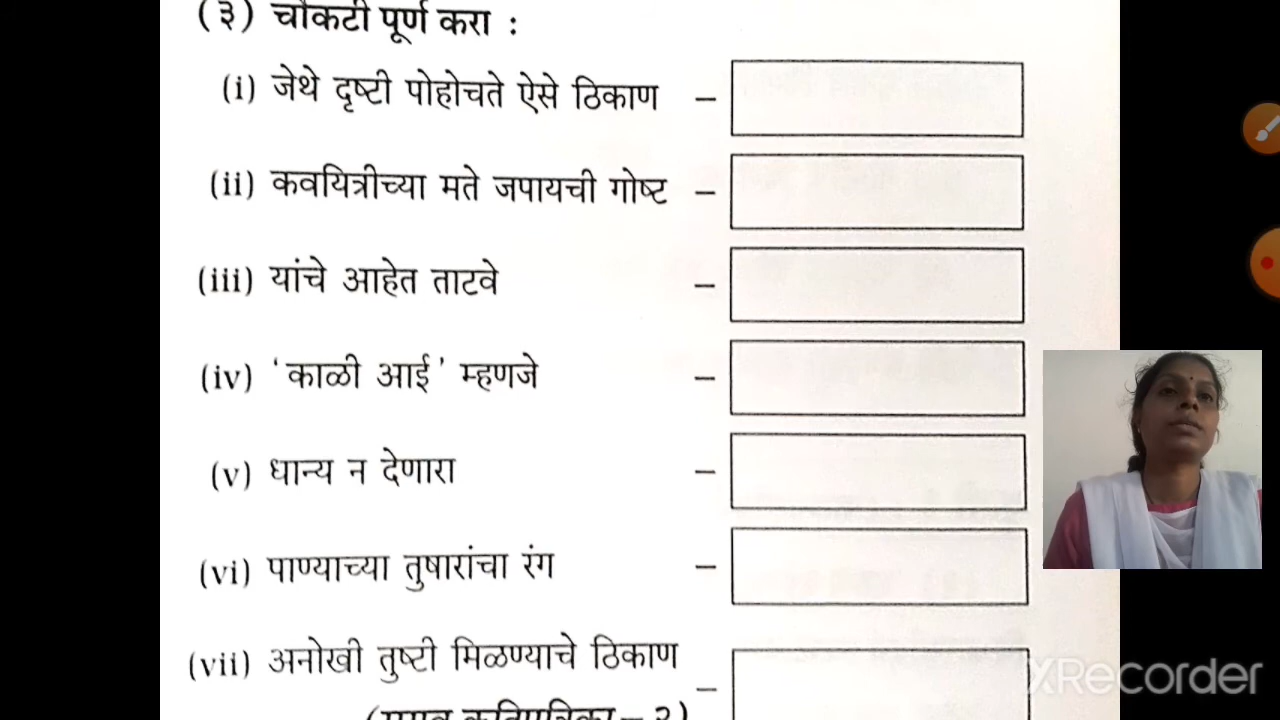 (३) चौकटी पूर्ण करा :
(i) जेथे दृष्टी पोहोचते ऐसे ठिकाण –
(ii) कवयित्रीच्या मते जपायची गोष्ट –
(iii) यांचे आहेत ताटवे –
(iv) ‘काळी आई’ म्हणजे –
(v) धान्य न देणारा –
(vi) पाण्याच्या तुषारांचा रंग –
(vii) अनोखी तुष्टी मिळण्याचे ठिकाण –
XRecorder